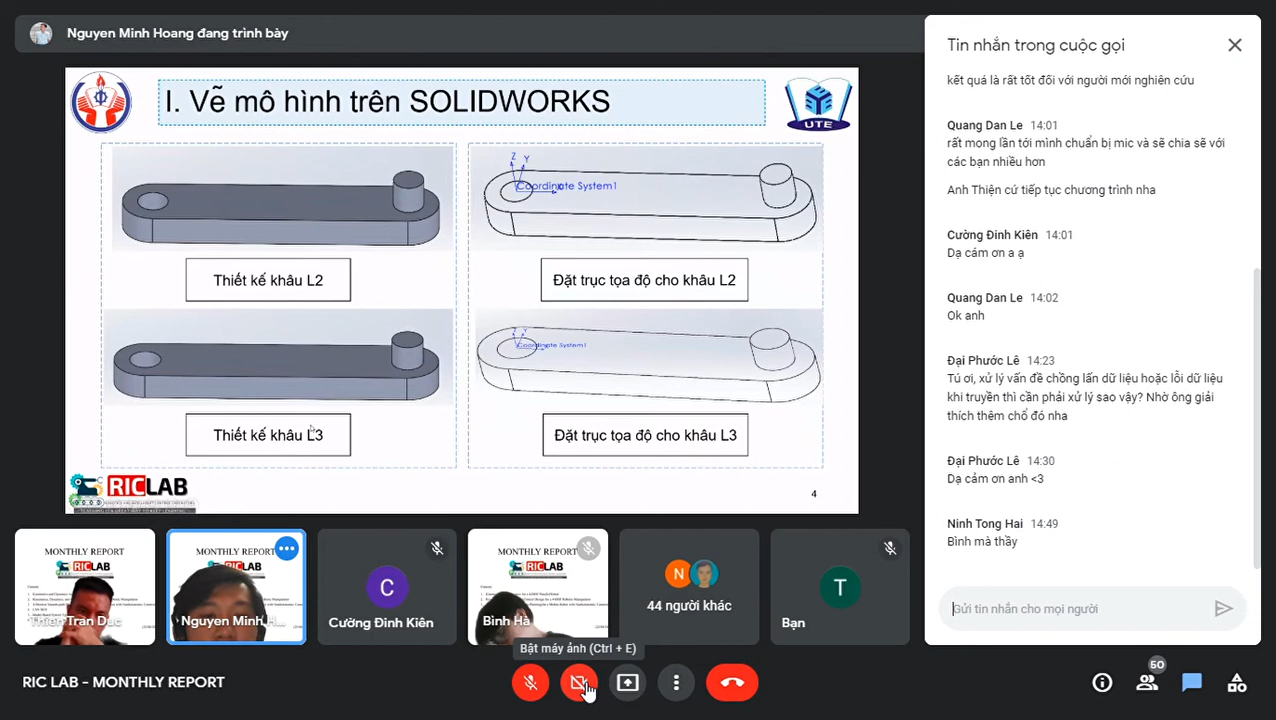 Nguyen Minh Hoang đang trình bày
I. Vẽ mô hình trên SOLIDWORKS
UTE
Z
Y
Coordinate System1
Thiết kế khâu L2
Đặt trục tọa độ cho khâu L2
Z
Y
Coordinate System1
Thiết kế khâu L3
Đặt trục tọa độ cho khâu L3
RICLAB
4
Tin nhắn trong cuộc gọi
kết quả là rất tốt đối với người mới nghiên cứu
Quang Dan Le 14:01
rất mong lần tới mình chuẩn bị mic và sẽ chia sẽ với
các bạn nhiều hơn
Anh Thiện cứ tiếp tục chương trình nha
Cường Đinh Kiên 14:01
Dạ cám ơn a ạ
Quang Dan Le 14:02
Ok anh
Đại Phước Lê 14:23
Tú ơi, xử lý vấn đề chồng lấn dữ liệu hoặc lỗi dữ liệu
khi truyền thì cần phải xử lý sao vậy? Nhờ ông giải
thích thêm chổ đó nha
Đại Phước Lê 14:30
Dạ cảm ơn anh <3
Ninh Tong Hai 14:49
Bình mà thầy
Gửi tin nhắn cho mọi người
MONTHLY REPORT
RICLAB
Thien Tran Duc
MONTHLY REPORT
Nguyen Minh H...
C
Cường Đinh Kiên
MONTHLY REPORT
RICLAB
Bình Hà
N
44 người khác
T
Bạn
Bật máy ảnh (Ctrl + E)
RIC LAB - MONTHLY REPORT
50